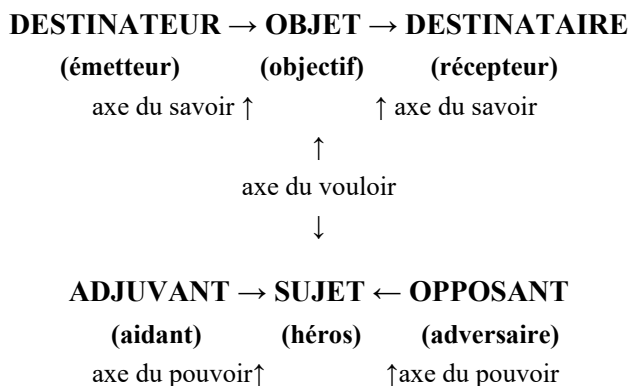 DESTINATEUR → OBJET → DESTINATAIRE
(émetteur) (objectif) (récepteur)
axe du savoir ↑ ↑ axe du savoir
↑
axe du vouloir
↓
ADJUVANT → SUJET ← OPPOSANT
(aidant) (héros) (adversaire)
axe du pouvoir↑ ↑axe du pouvoir